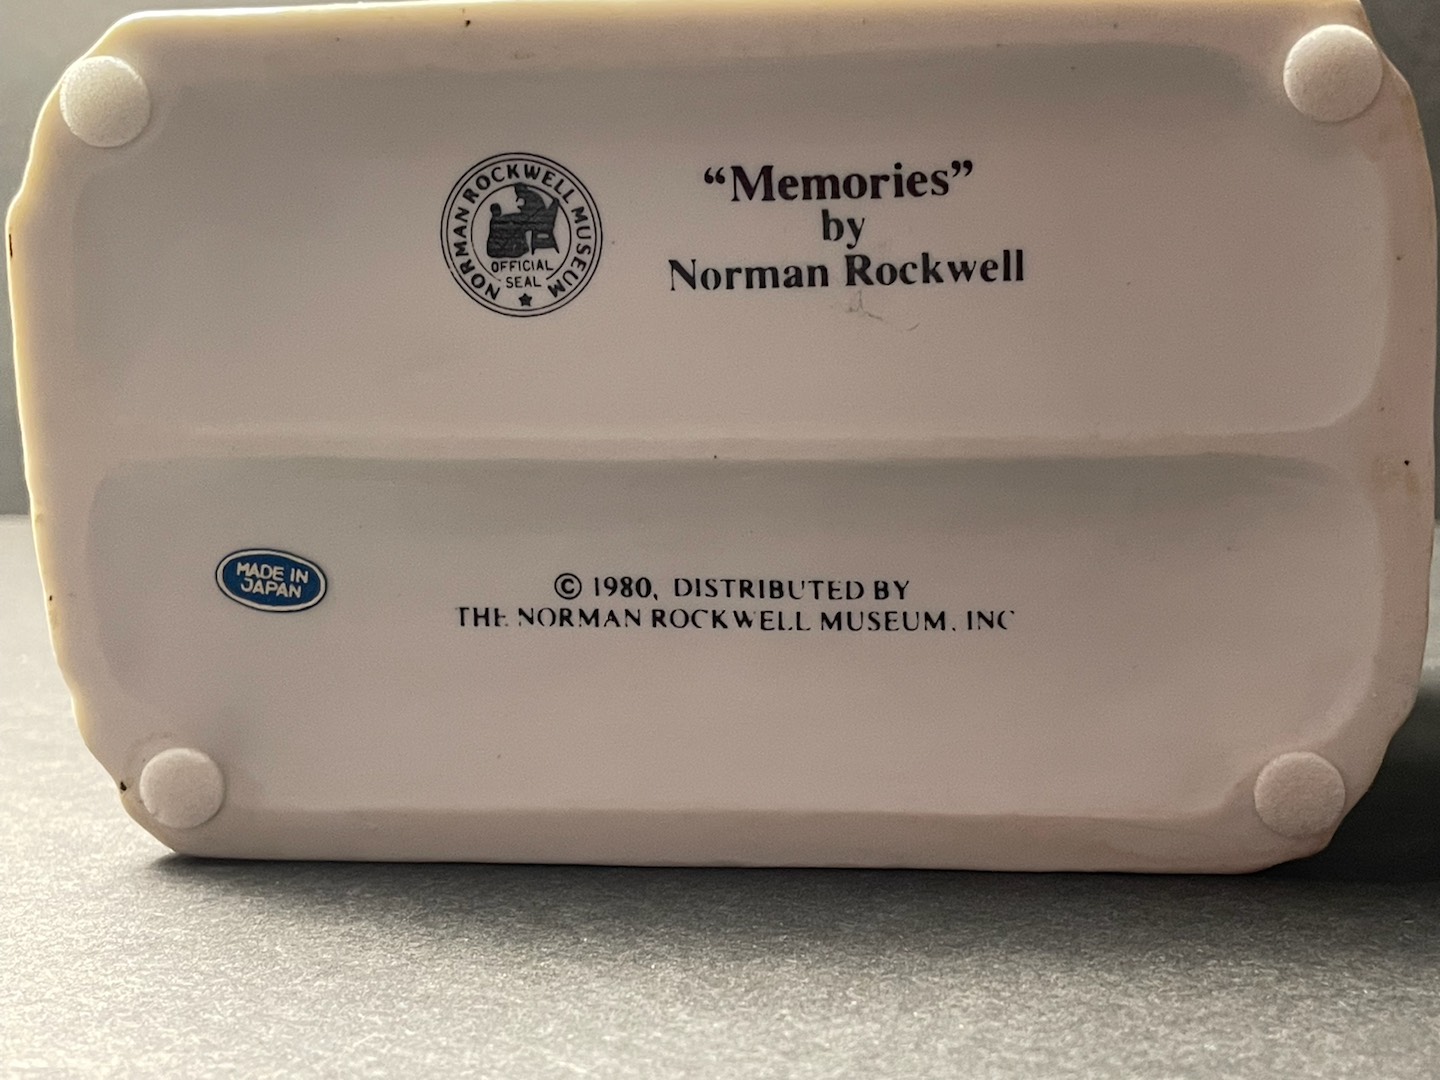 NORMAN ROCKWELL MUSEUM
OFFICIAL
SEAL
“Memories”
by
Norman Rockwell
MADE IN
JAPAN
© 1980, DISTRIBUTED BY
THE NORMAN ROCKWELL MUSEUM, INC